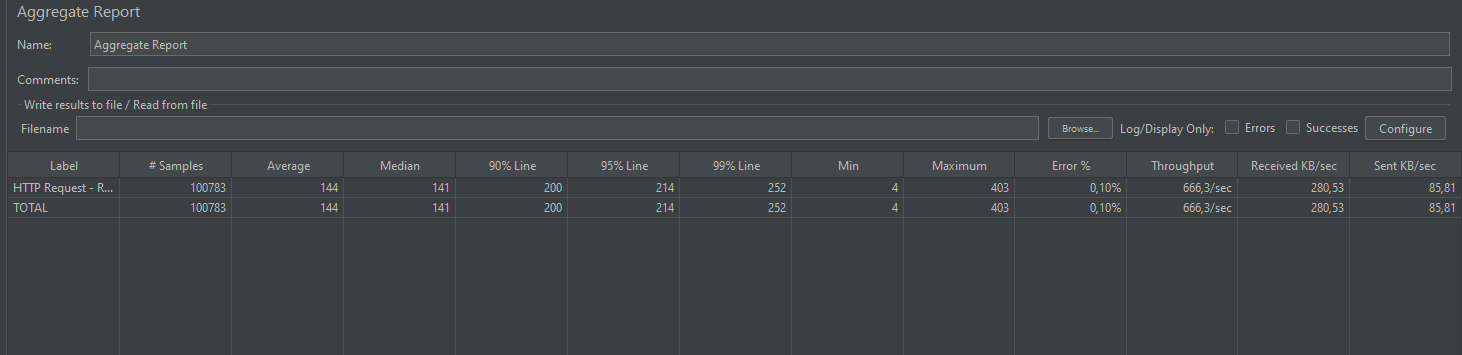 Aggregate Report
Name: Aggregate Report
Comments:
Write results to file / Read from file
Filename Browse... Log/Display Only: Errors Successes Configure
Label # Samples Average Median 90% Line 95% Line 99% Line Min Maximum Error % Throughput Received KB/sec Sent KB/sec
HTTP Request - R... 100783 144 141 200 214 252 4 403 0,10% 666,3/sec 280,53 85,81
TOTAL 100783 144 141 200 214 252 4 403 0,10% 666,3/sec 280,53 85,81